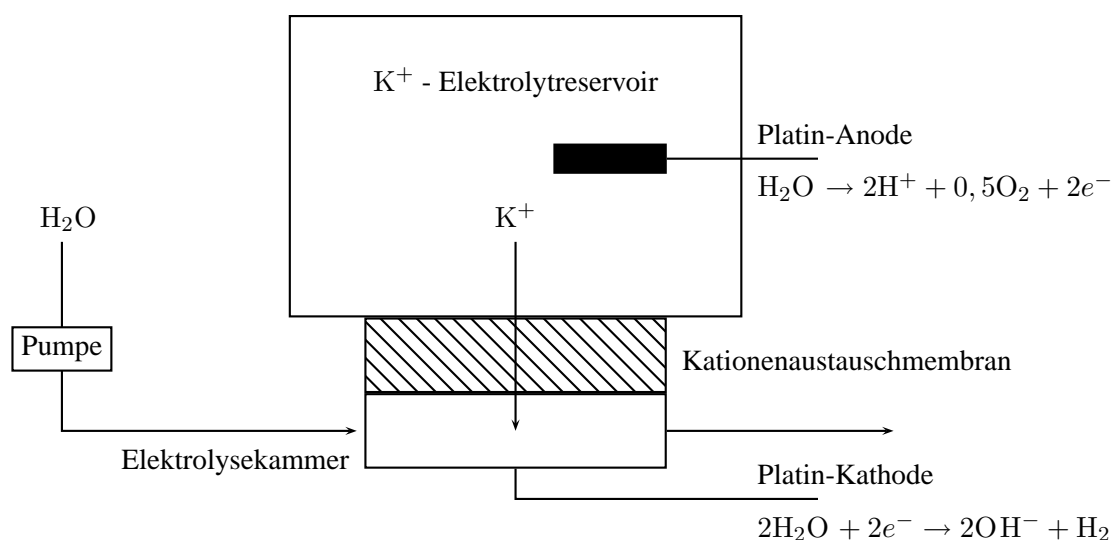 K⁺ - Elektrolytreservoir
Platin-Anode
H₂O → 2H⁺ + 0,5O₂ + 2e⁻
H₂O
K⁺
Pumpe
Kationenaustauschmembran
Elektrolysekammer
Platin-Kathode
2H₂O + 2e⁻ → 2OH⁻ + H₂